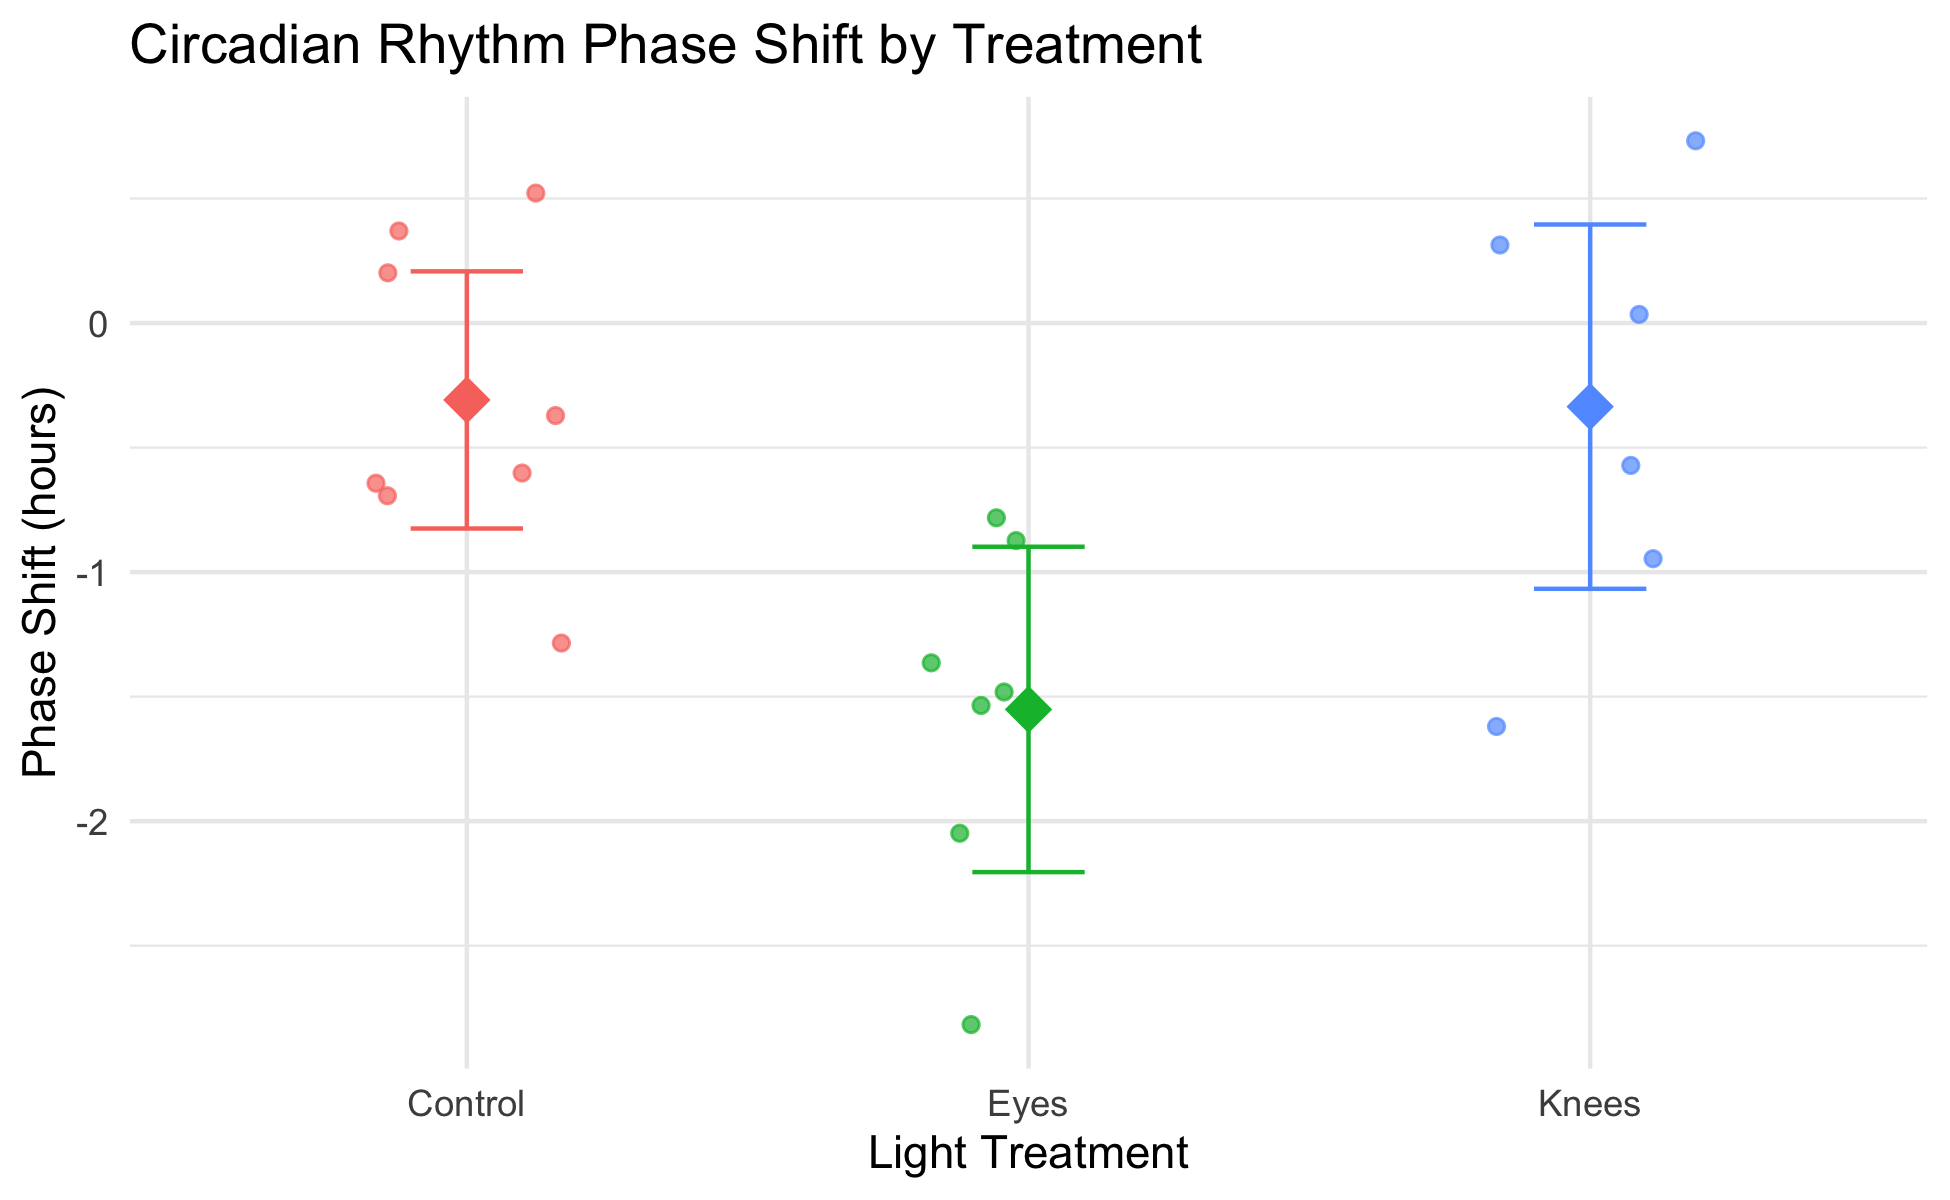 Circadian Rhythm Phase Shift by Treatment
Phase Shift (hours)
0
-1
-2
Control
Eyes
Knees
Light Treatment